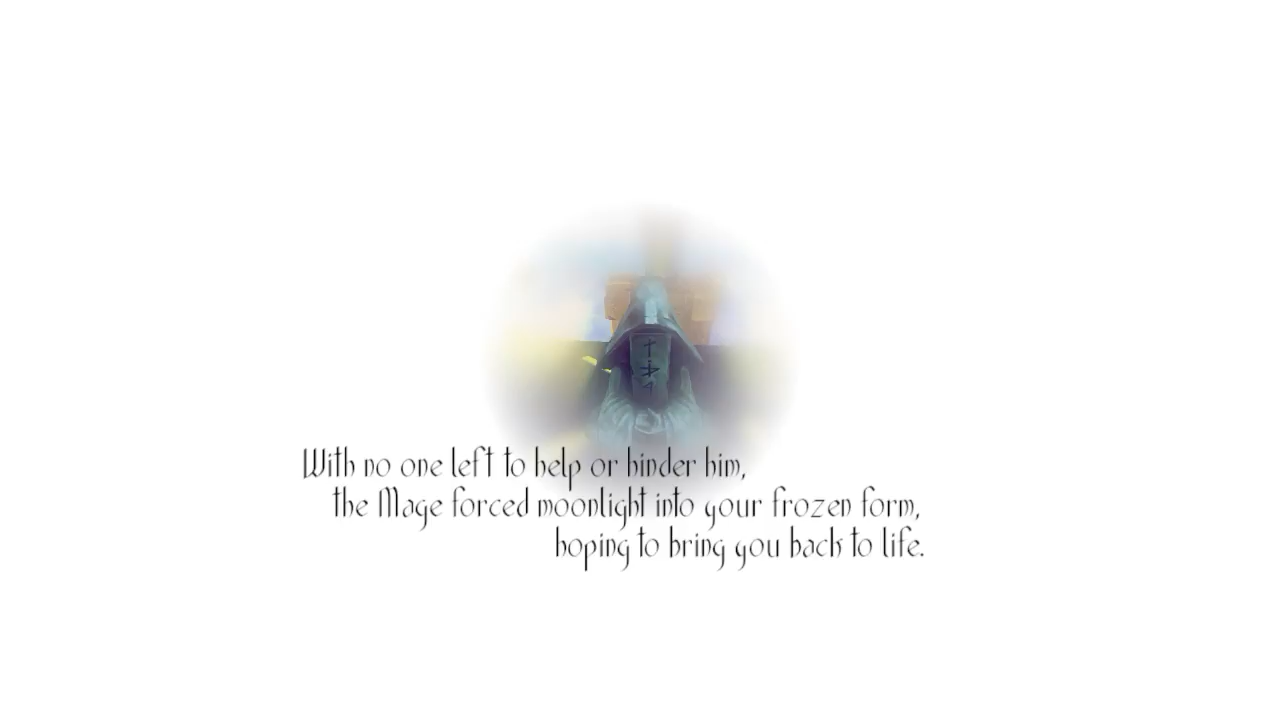 With no one left to help or hinder him,
the Mage forced moonlight into your frozen form,
hoping to bring you back to life.